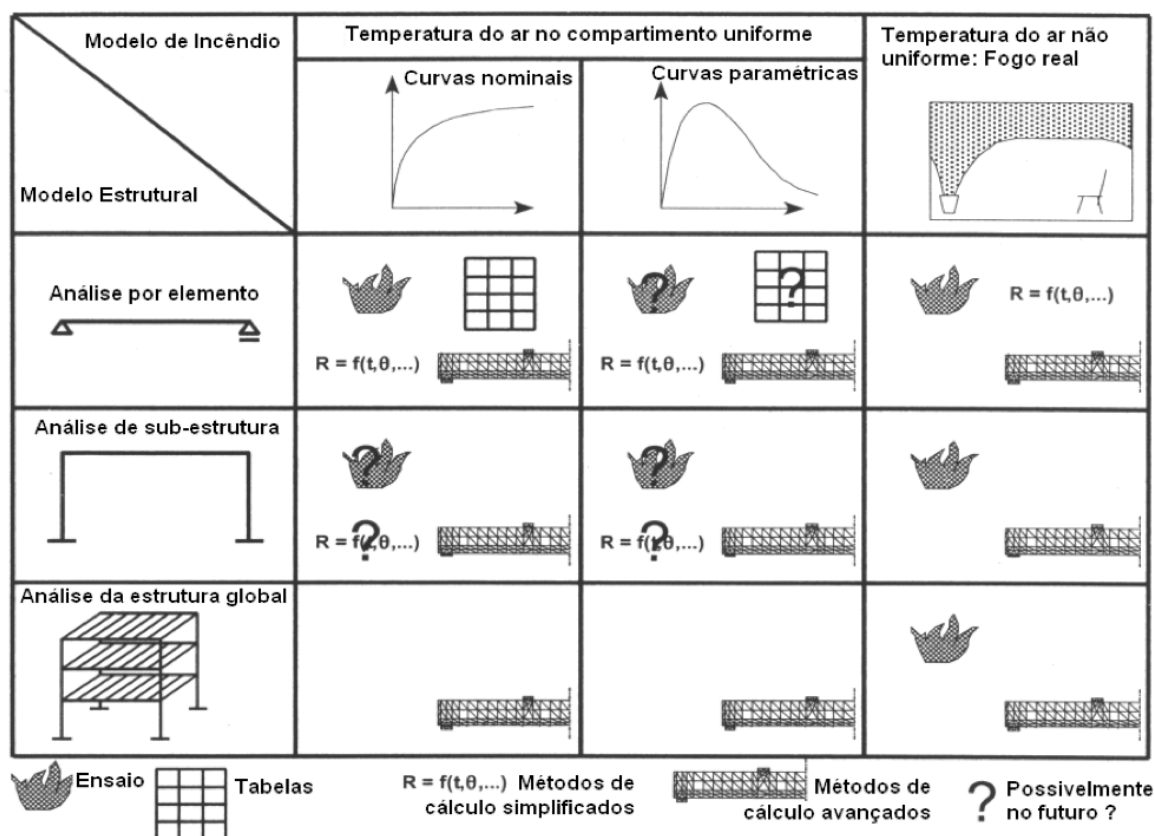 Modelo de Incêndio
Modelo Estrutural
Temperatura do ar no compartimento uniforme
Temperatura do ar não
uniforme: Fogo real
Curvas nominais
Curvas paramétricas
Análise por elemento
R = f(t,θ,...)
?
?
R = f(t,θ,...)
R = f(t,θ,...)
Análise de sub-estrutura
?
R = f(t,θ,...)
?
?
R = f(t,θ,...)
?
Análise da estrutura global
Ensaio
Tabelas
R = f(t,θ,...) Métodos de
cálculo simplificados
Métodos de
cálculo avançados
? Possivelmente
no futuro ?